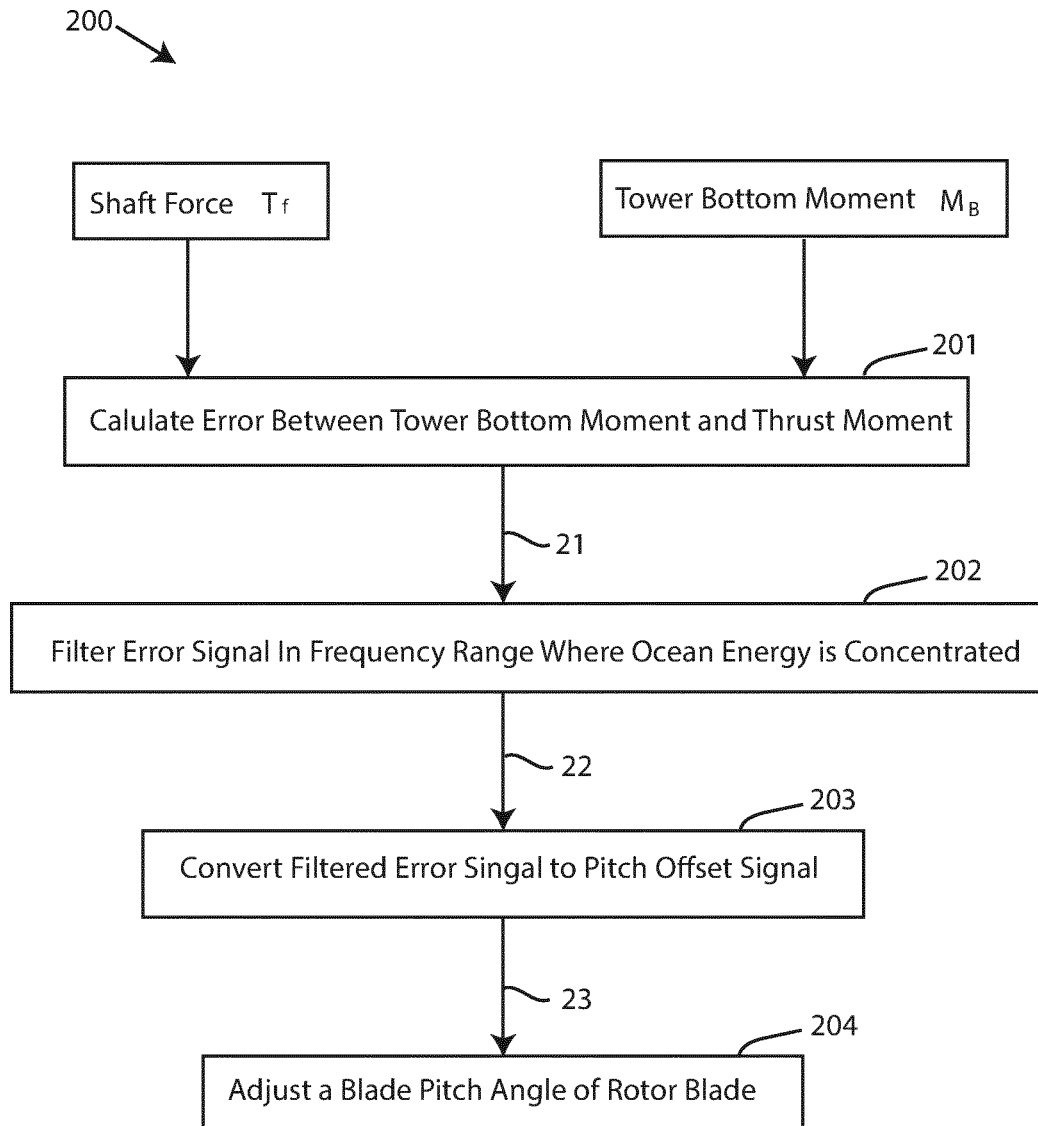 200
Shaft Force Tf
Tower Bottom Moment MB
201
Calulate Error Between Tower Bottom Moment and Thrust Moment
21
202
Filter Error Signal In Frequency Range Where Ocean Energy is Concentrated
22
203
Convert Filtered Error Singal to Pitch Offset Signal
23
204
Adjust a Blade Pitch Angle of Rotor Blade